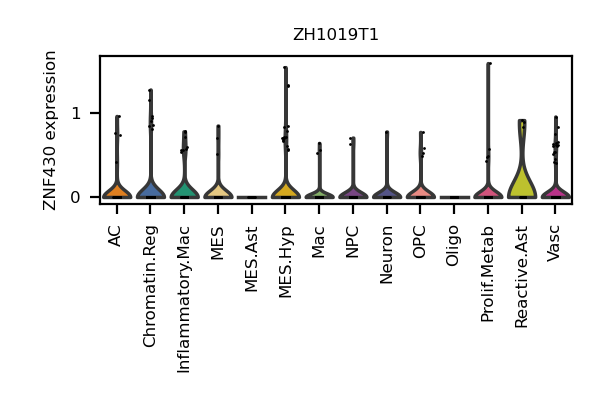 ZH1019T1
ZNF430 expression
1
0
AC
Chromatin.Reg
Inflammatory.Mac
MES
MES.Ast
MES.Hyp
Mac
NPC
Neuron
OPC
Oligo
Prolif.Metab
Reactive.Ast
Vasc